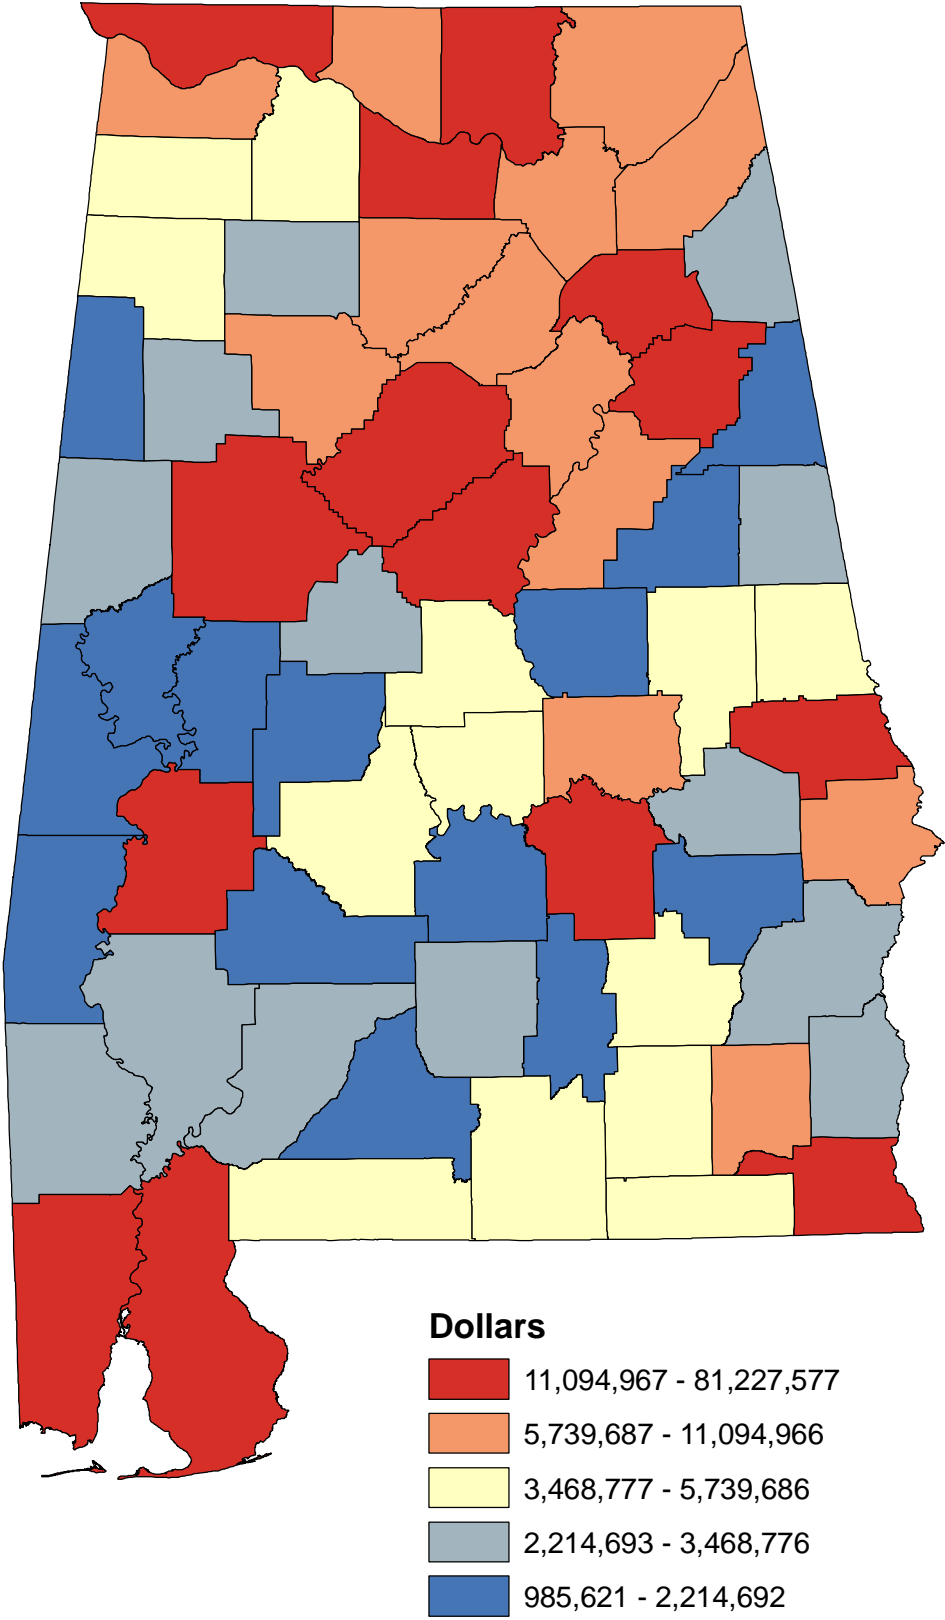 Dollars
11,094,967 - 81,227,577
5,739,687 - 11,094,966
3,468,777 - 5,739,686
2,214,693 - 3,468,776
985,621 - 2,214,692